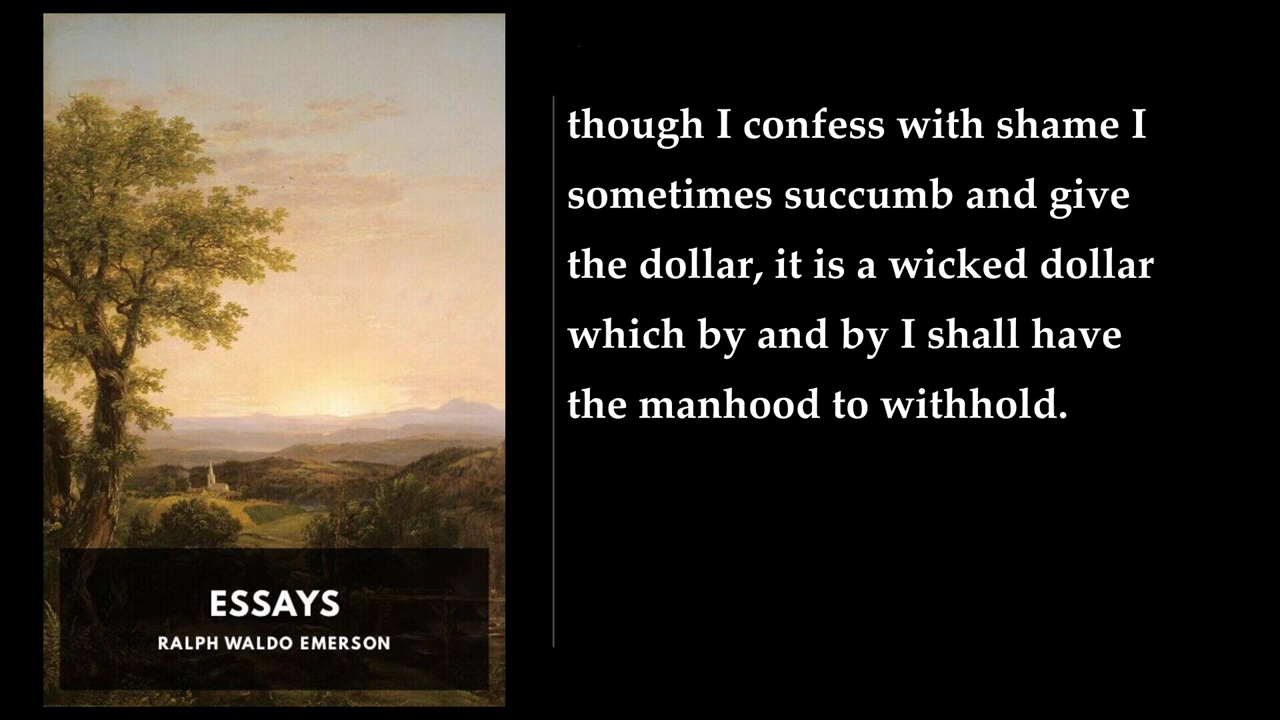 though I confess with shame I
sometimes succumb and give
the dollar, it is a wicked dollar
which by and by I shall have
the manhood to withhold.
ESSAYS
RALPH WALDO EMERSON